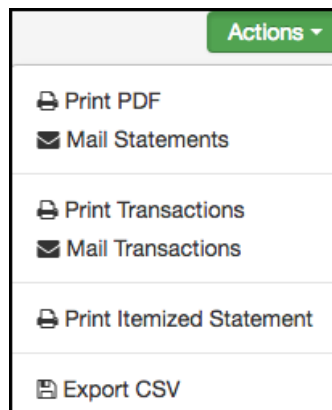 Actions
Print PDF
Mail Statements
Print Transactions
Mail Transactions
Print Itemized Statement
Export CSV